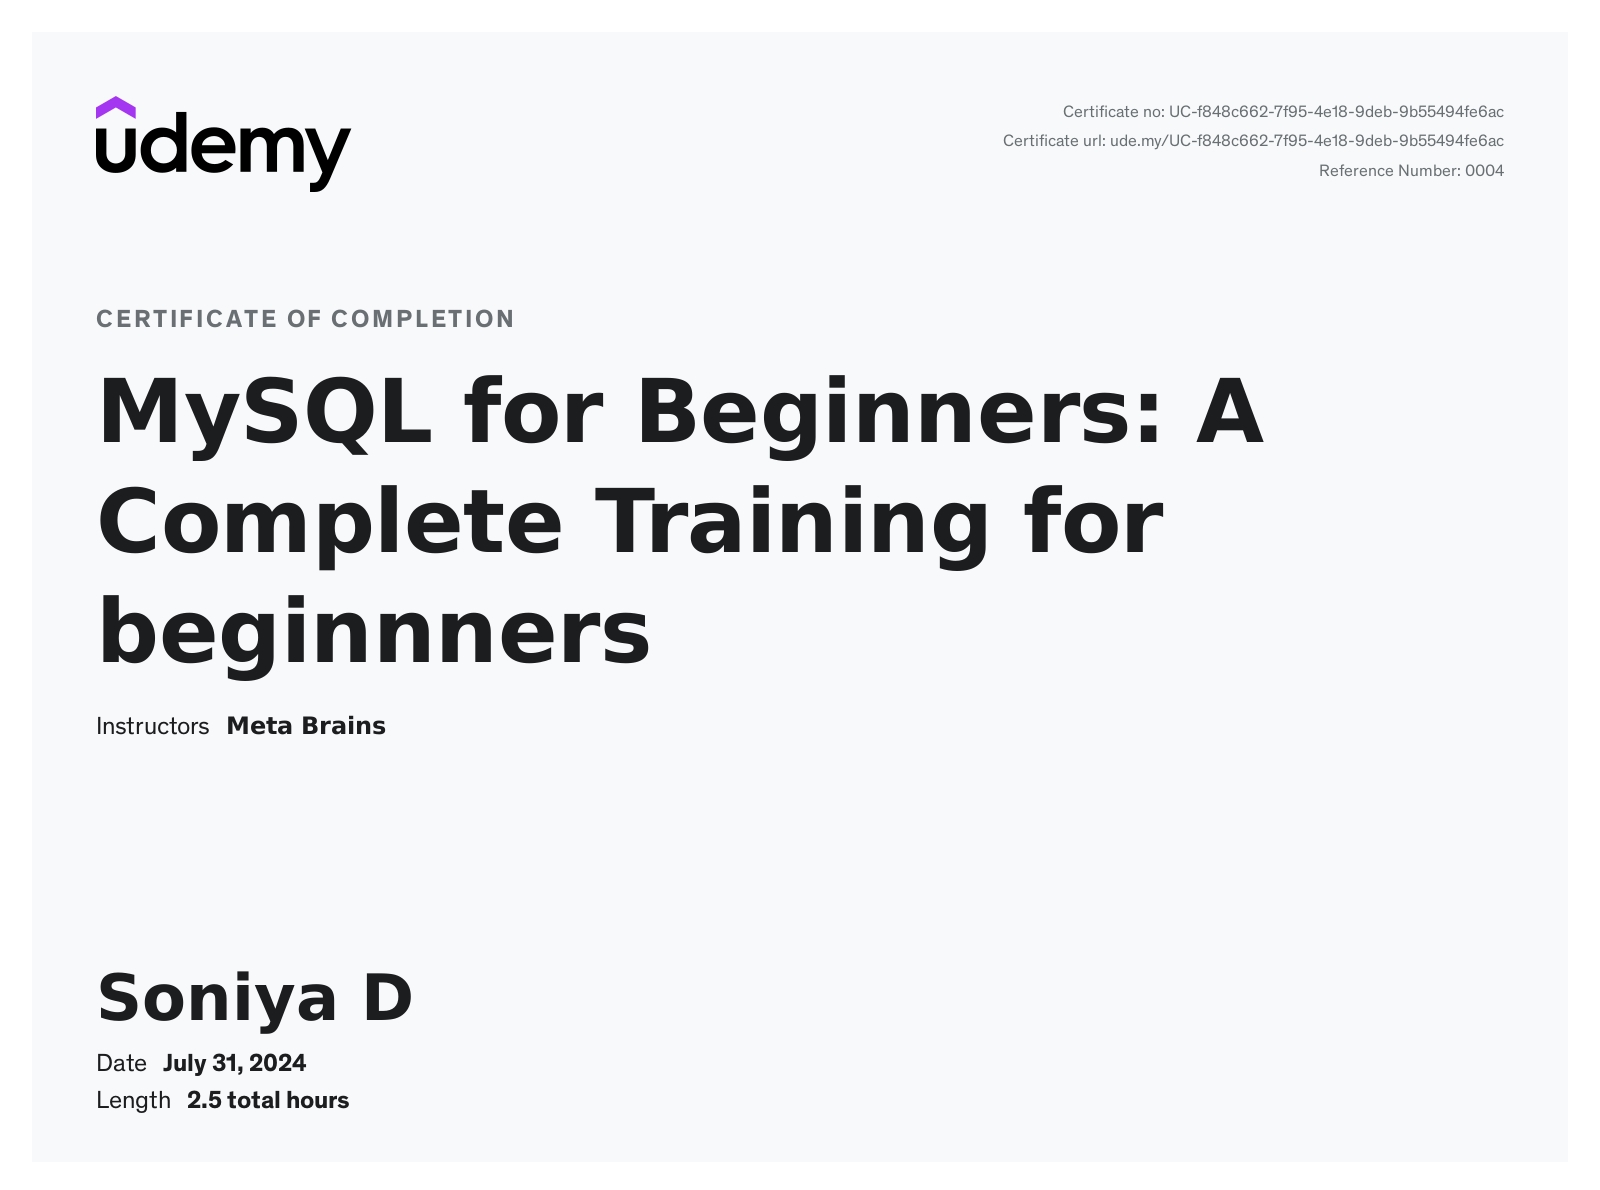 udemy
Certificate no: UC-f848c662-7f95-4e18-9deb-9b55494fe6ac
Certificate url: ude.my/UC-f848c662-7f95-4e18-9deb-9b55494fe6ac
Reference Number: 0004
CERTIFICATE OF COMPLETION
MySQL for Beginners: A
Complete Training for
beginnners
Instructors Meta Brains
Soniya D
Date July 31, 2024
Length 2.5 total hours